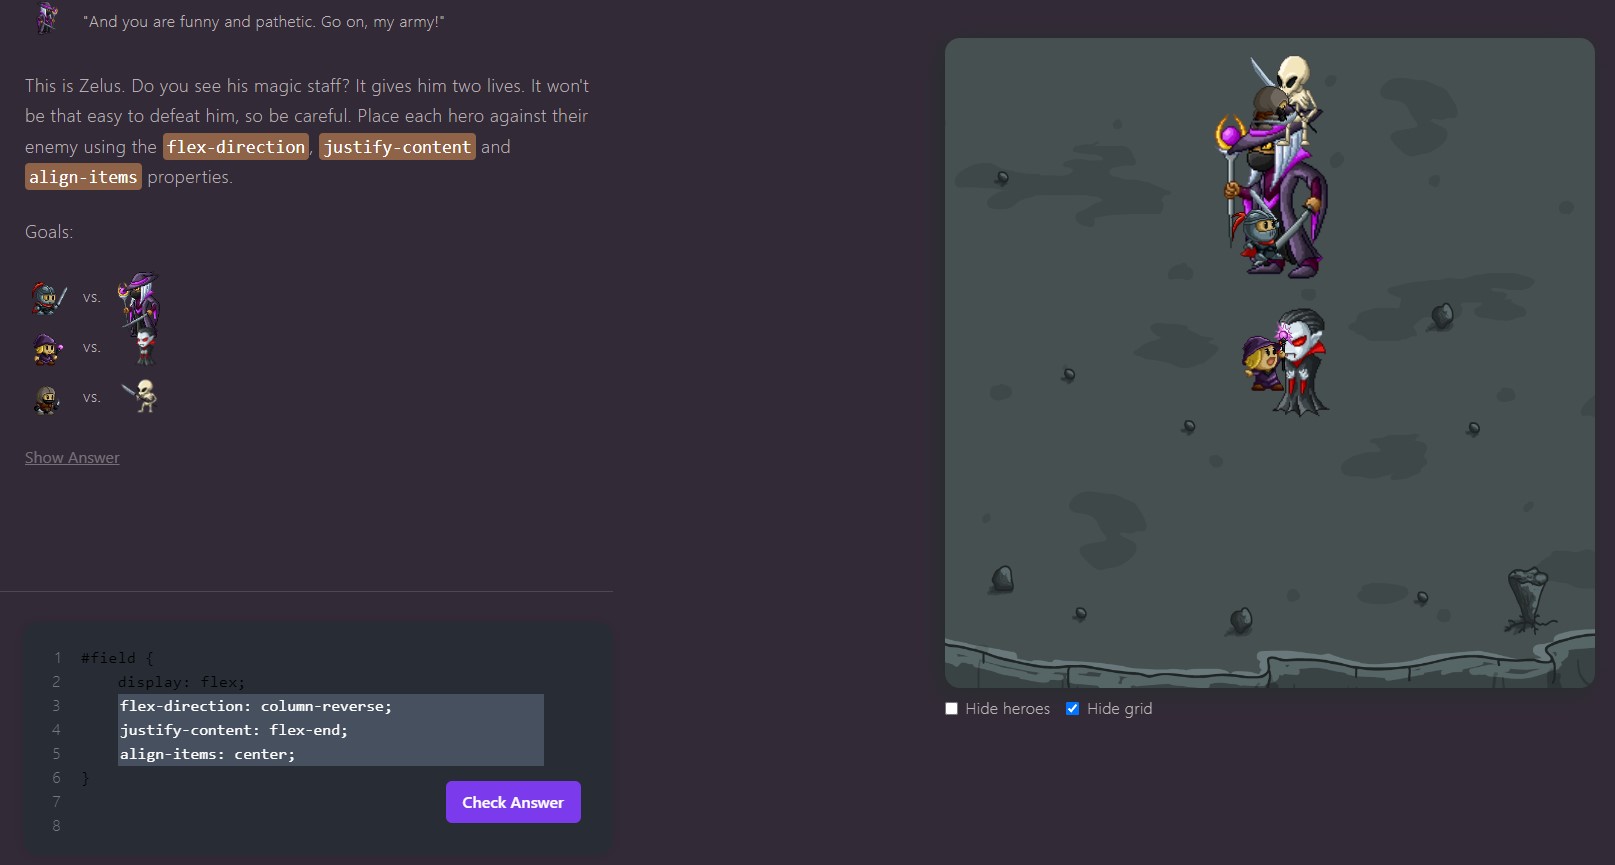 "And you are funny and pathetic. Go on, my army!"
This is Zelus. Do you see his magic staff? It gives him two lives. It won't
be that easy to defeat him, so be careful. Place each hero against their
enemy using the flex-direction, justify-content and
align-items properties.
Goals:
vs.
vs.
vs.
Show Answer
1 #field {
2 display: flex;
3 flex-direction: column-reverse;
4 justify-content: flex-end;
5 align-items: center;
6 }
7
8
Check Answer
Hide heroes Hide grid